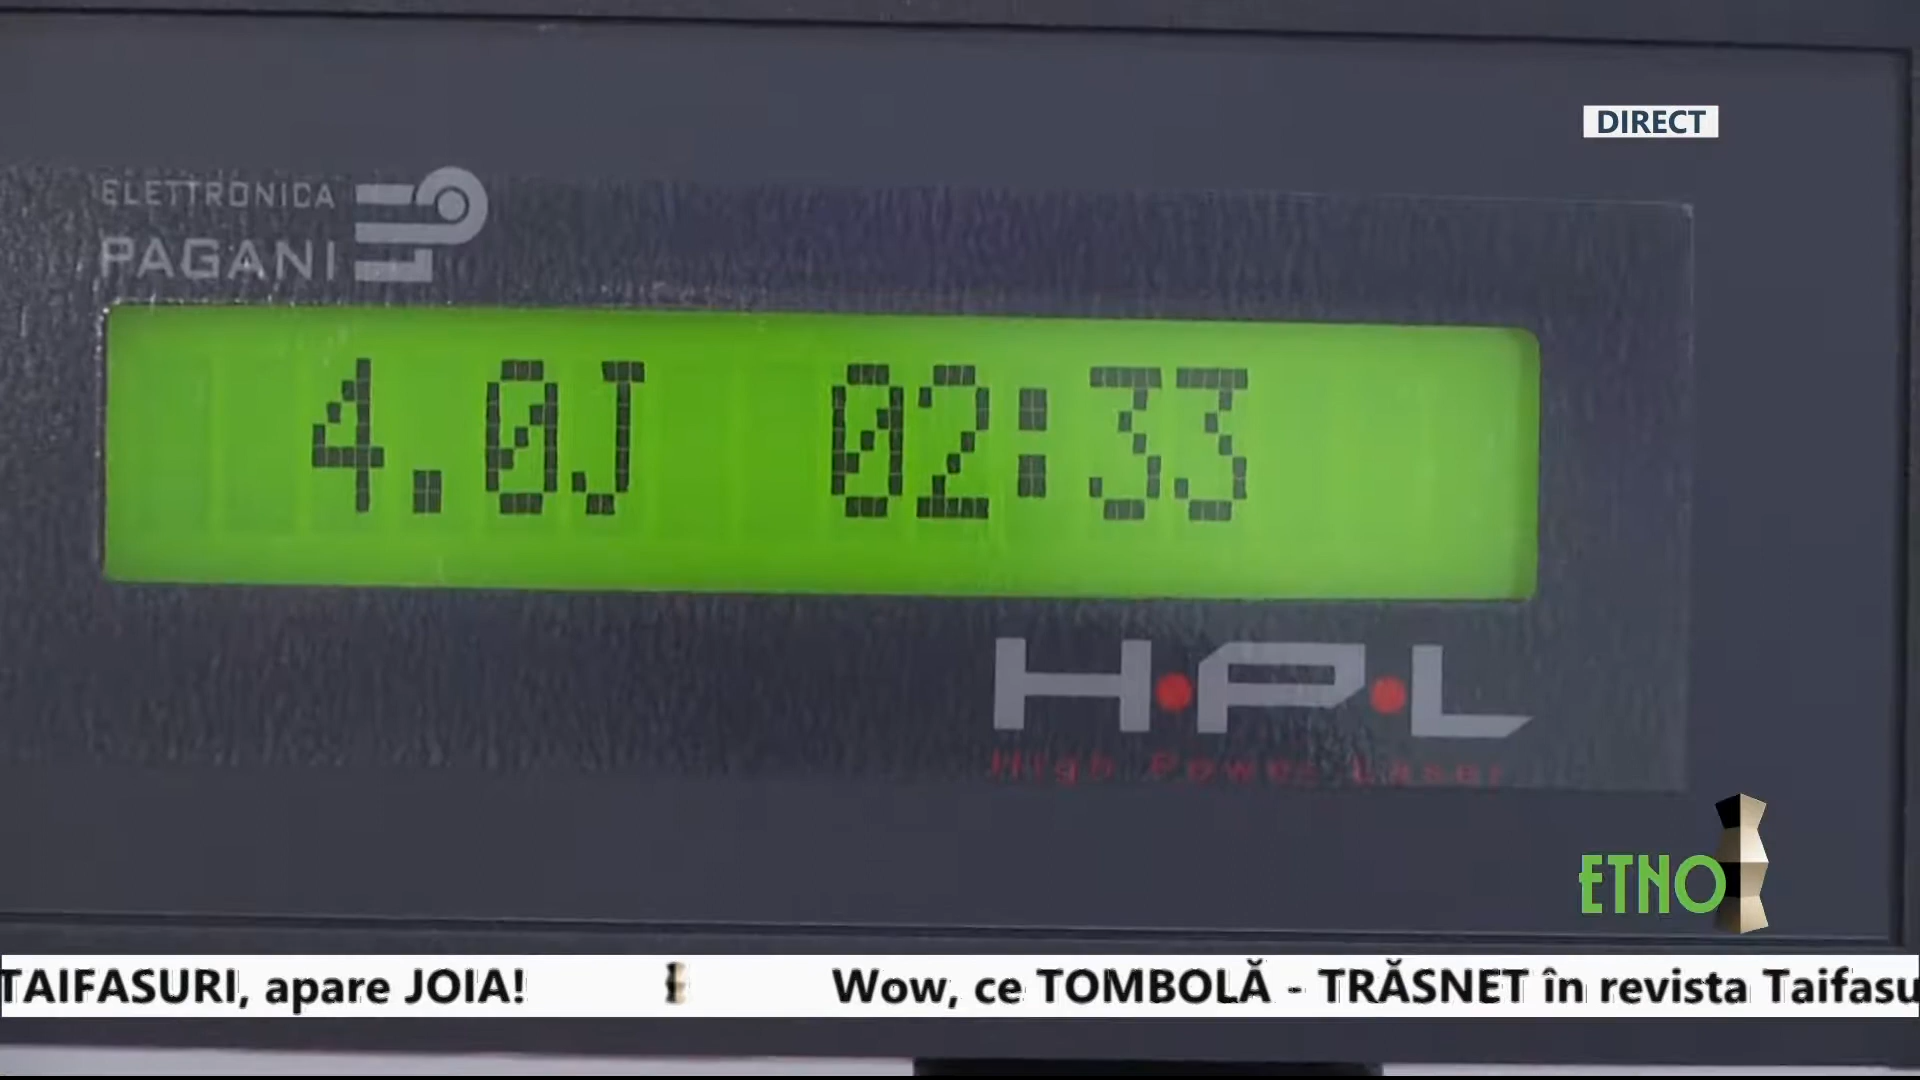 DIRECT
ELETTRONICA
PAGANI
4.0J 02:33
H·P·L
High Power Laser
ETNO
TAIFASURI, apare JOIA! Wow, ce TOMBOLĂ - TRĂSNET în revista Taifasu